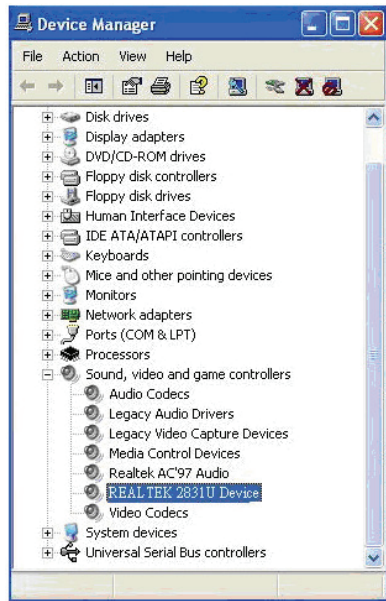 Device Manager
File Action View Help
Disk drives
Display adapters
DVD/CD-ROM drives
Floppy disk controllers
Floppy disk drives
Human Interface Devices
IDE ATA/ATAPI controllers
Keyboards
Mice and other pointing devices
Monitors
Network adapters
Ports (COM & LPT)
Processors
Sound, video and game controllers
Audio Codecs
Legacy Audio Drivers
Legacy Video Capture Devices
Media Control Devices
Realtek AC'97 Audio
REALTEK 2831U Device
Video Codecs
System devices
Universal Serial Bus controllers